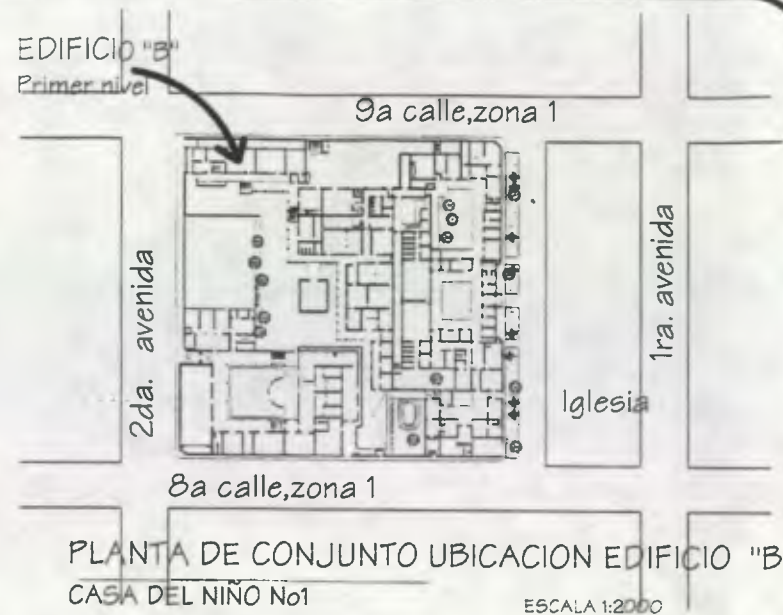 EDIFICIO "B"
Primer nivel
9a calle,zona 1
2da. avenida
1ra. avenida
Iglesia
8a calle,zona 1
PLANTA DE CONJUNTO UBICACION EDIFICIO "B
CASA DEL NIÑO No1
ESCALA 1:2000